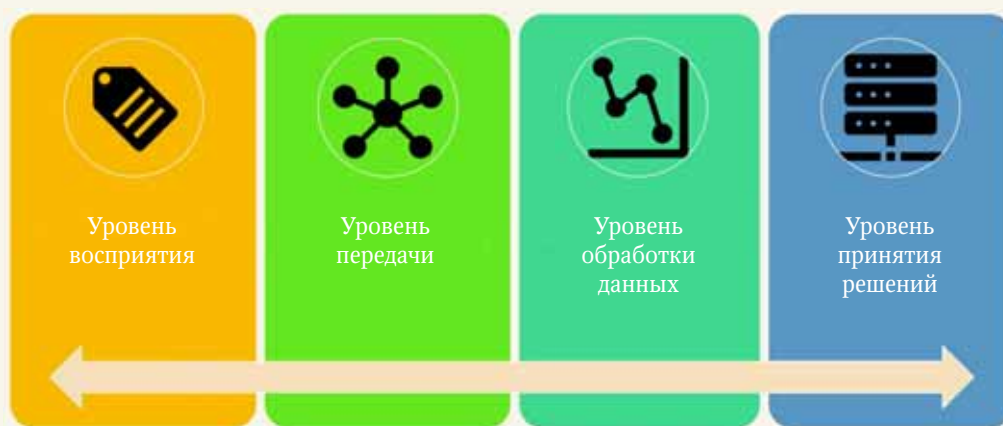 Уровень
восприятия
Уровень
передачи
Уровень
обработки
данных
Уровень
принятия
решений